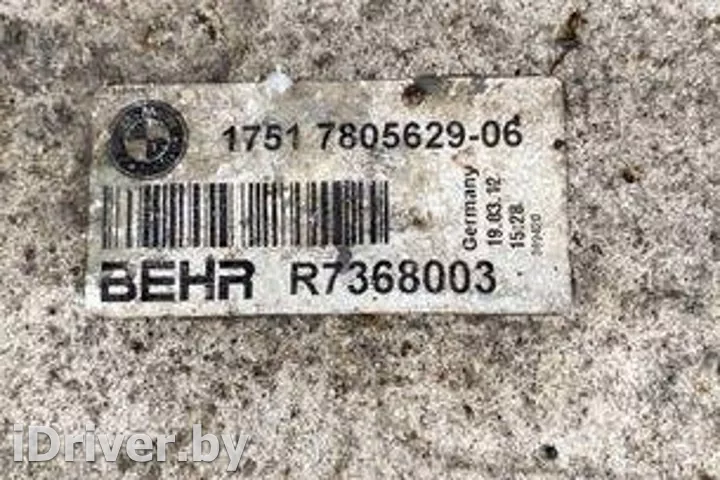 1751 7805629-06
Germany
19.03.12
15:28
BEHR R7368003
iDriver.by